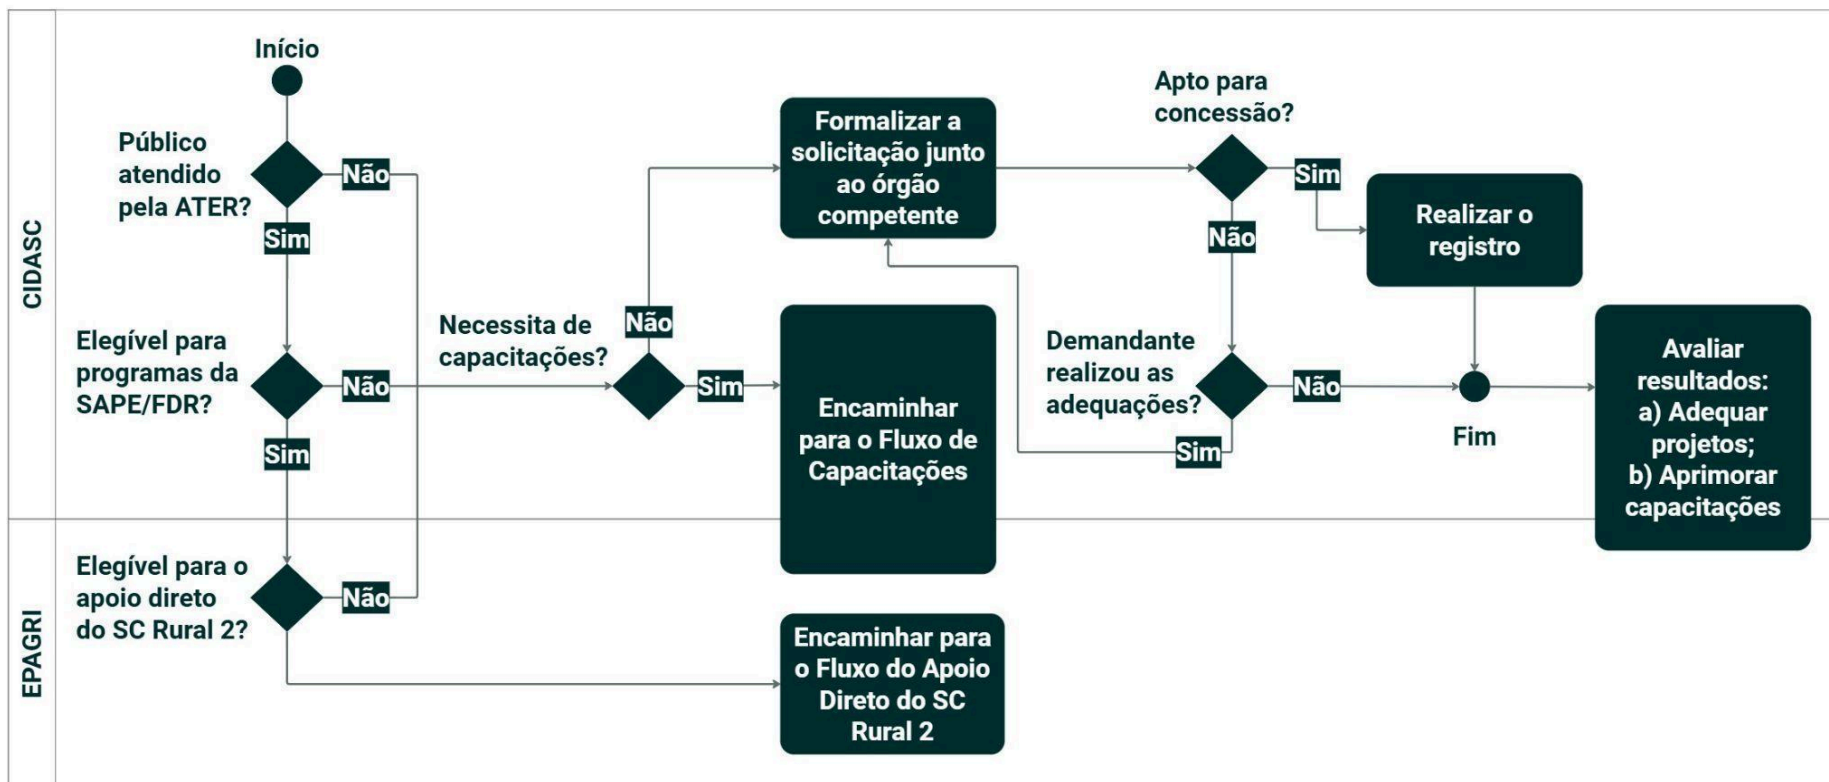 CIDASC
Início
Público
atendido
pela ATER?
Não
Sim
Elegível para
programas da
SAPE/FDR?
Não
Sim
Necessita de
capacitações?
Não
Sim
Formalizar a
solicitação junto
ao órgão
competente
Encaminhar
para o Fluxo de
Capacitações
Apto para
concessão?
Sim
Não
Realizar o
registro
Demandante
realizou as
adequações?
Não
Sim
Fim
Avaliar
resultados:
a) Adequar
projetos;
b) Aprimorar
capacitações
EPAGRI
Elegível para o
apoio direto
do SC Rural 2?
Não
Encaminhar para
o Fluxo do Apoio
Direto do SC
Rural 2